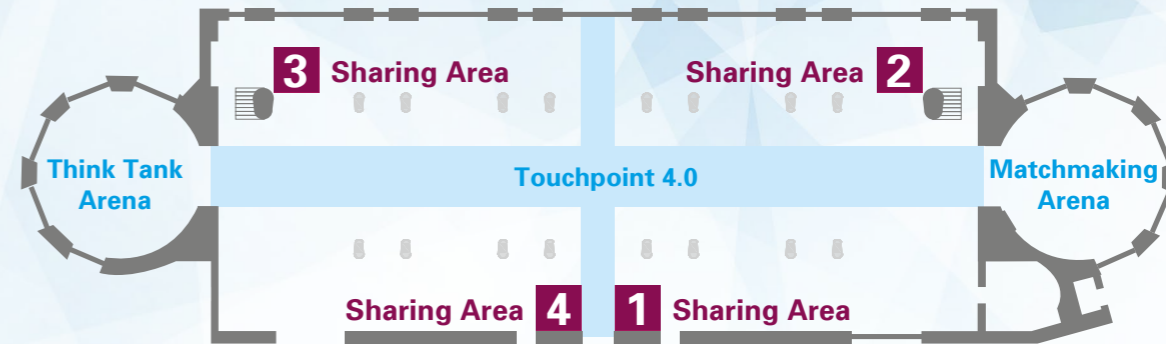 3 Sharing Area
Sharing Area 2
Think Tank
Arena
Touchpoint 4.0
Matchmaking
Arena
Sharing Area 4
1 Sharing Area